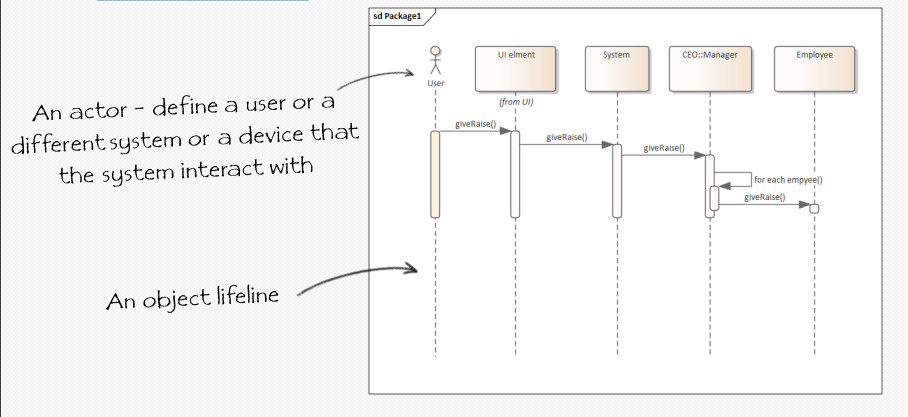 sd Package1
UI elment
System
CEO::Manager
Employee
User
(from UI)
An actor - define a user or a
different system or a device that
the system interact with
giveRaise()
giveRaise()
giveRaise()
for each empyee()
giveRaise()
An object lifeline